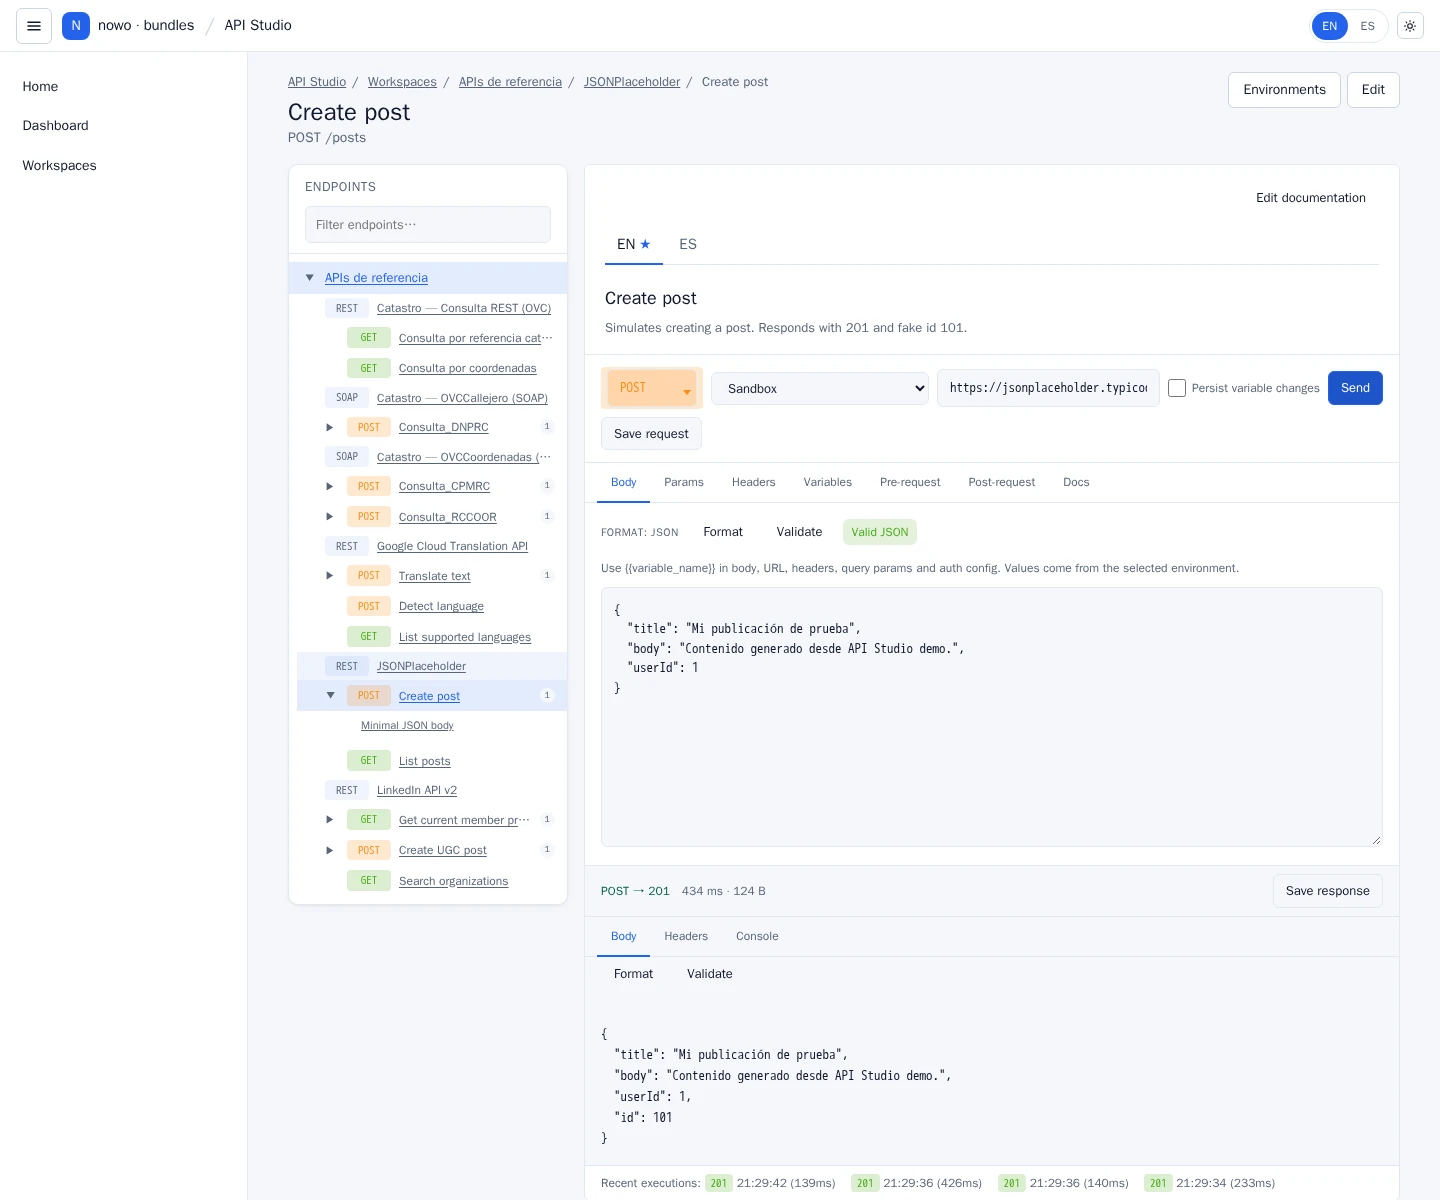 N nowo · bundles / API Studio
EN ES
Home
Dashboard
Workspaces
API Studio / Workspaces / APIs de referencia / JSONPlaceholder / Create post
Environments
Edit
Create post
POST /posts
ENDPOINTS
Filter endpoints···
APIs de referencia
REST Catastro — Consulta REST (OVC)
GET Consulta por referencia cat···
GET Consulta por coordenadas
SOAP Catastro — OVCCallejero (SOAP)
POST Consulta_DNPRC 1
SOAP Catastro — OVCCoordenadas (···
POST Consulta_CPMRC 1
POST Consulta_RCCOOR 1
REST Google Cloud Translation API
POST Translate text 1
POST Detect language
GET List supported languages
REST JSONPlaceholder
POST Create post 1
Minimal JSON body
GET List posts
REST LinkedIn API v2
GET Get current member pr··· 1
POST Create UGC post 1
GET Search organizations
Edit documentation
EN ★ ES
Create post
Simulates creating a post. Responds with 201 and fake id 101.
POST Sandbox https://jsonplaceholder.typico Persist variable changes Send
Save request
Body Params Headers Variables Pre-request Post-request Docs
FORMAT: JSON Format Validate Valid JSON
Use {{variable_name}} in body, URL, headers, query params and auth config. Values come from the selected environment.
{
"title": "Mi publicación de prueba",
"body": "Contenido generado desde API Studio demo.",
"userId": 1
}
POST → 201 434 ms · 124 B Save response
Body Headers Console
Format Validate
{
"title": "Mi publicación de prueba",
"body": "Contenido generado desde API Studio demo.",
"userId": 1,
"id": 101
}
Recent executions: 201 21:29:42 (139ms) 201 21:29:36 (426ms) 201 21:29:36 (140ms) 201 21:29:34 (233ms)